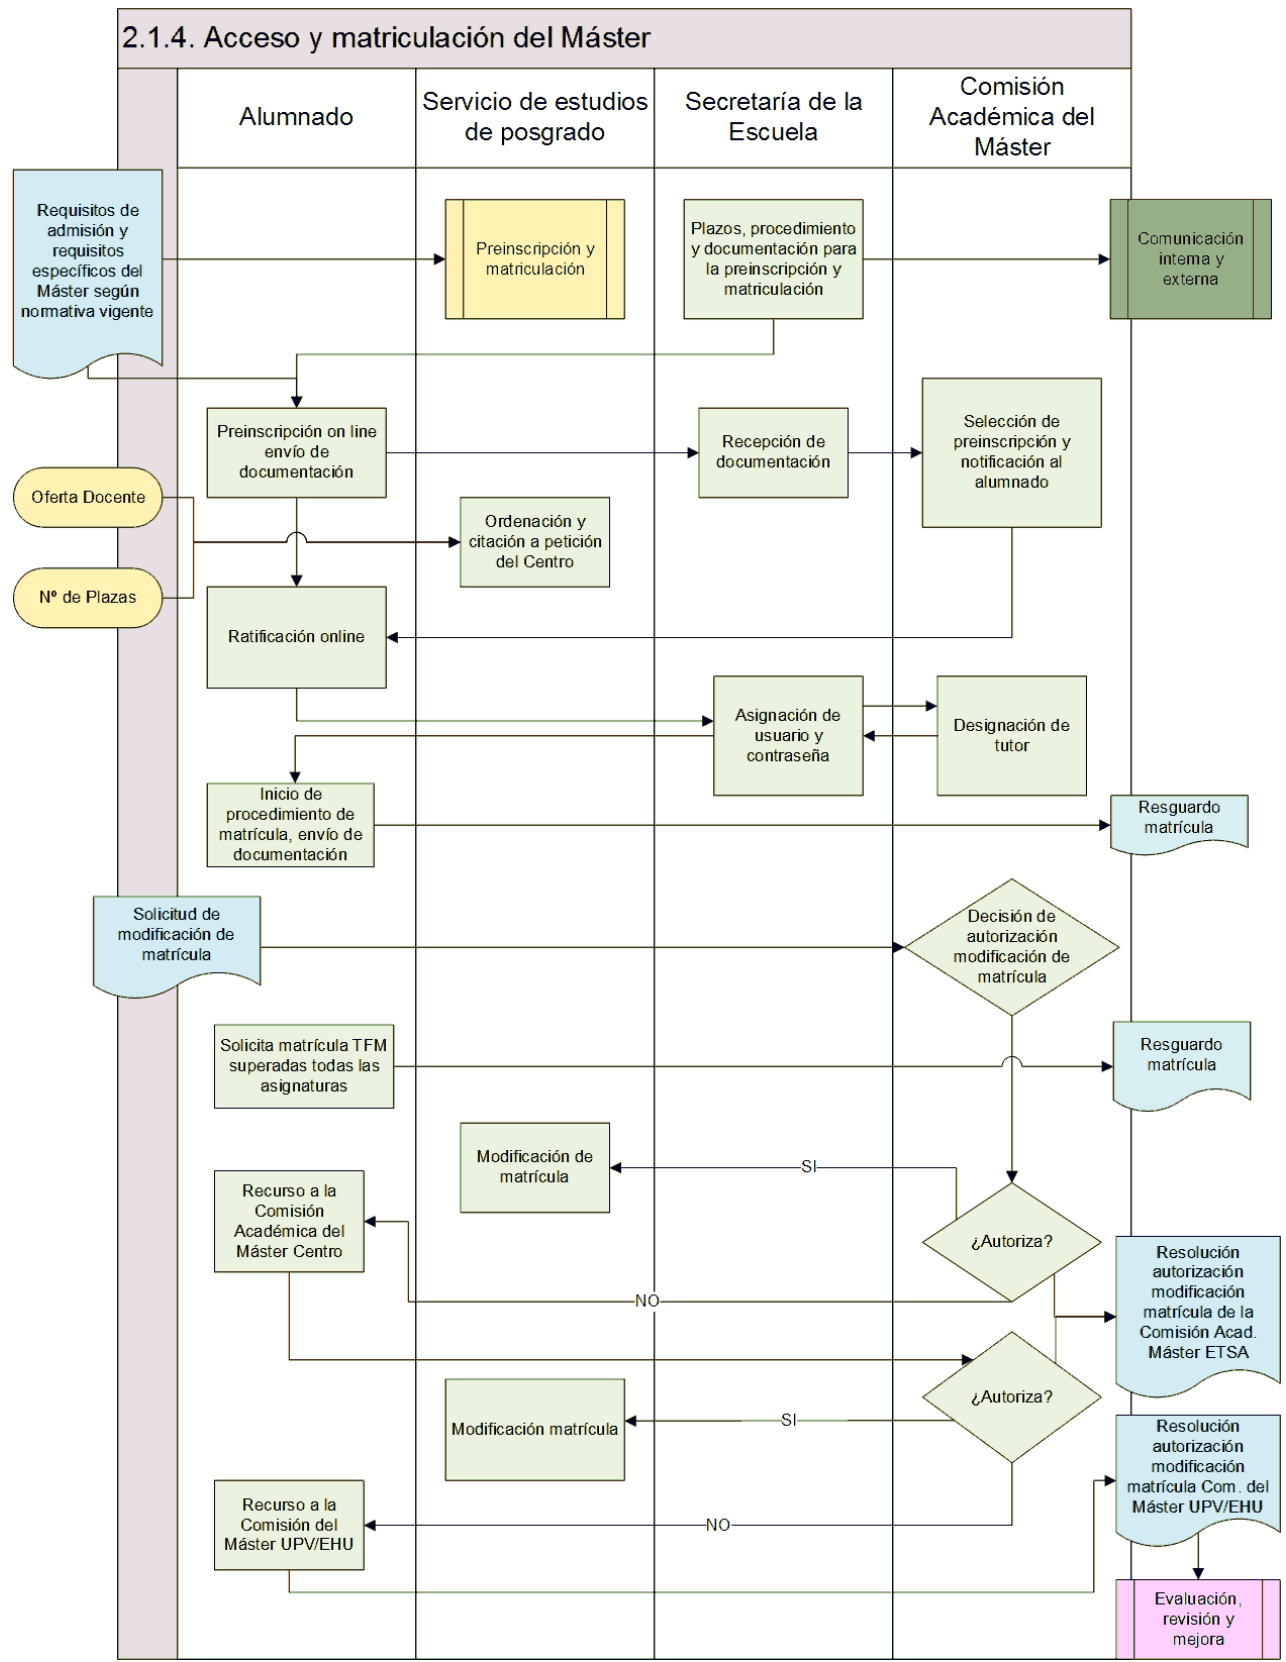 2.1.4. Acceso y matriculación del Máster
Alumnado
Servicio de estudios
de posgrado
Secretaría de la
Escuela
Comisión
Académica del
Máster
Requisitos de
admisión y
requisitos
específicos del
Máster según
normativa vigente
Preinscripción y
matriculación
Plazos, procedimiento
y documentación para
la preinscripción y
matriculación
Comunicación
interna y
externa
Preinscripción on line
envío de
documentación
Recepción de
documentación
Selección de
preinscripción y
notificación al
alumnado
Oferta Docente
Ordenación y
citación a petición
del Centro
Nº de Plazas
Ratificación online
Asignación de
usuario y
contraseña
Designación de
tutor
Inicio de
procedimiento de
matrícula, envío de
documentación
Resguardo
matrícula
Solicitud de
modificación de
matrícula
Decisión de
autorización
modificación de
matrícula
Solicita matrícula TFM
superadas todas las
asignaturas
Resguardo
matrícula
Modificación de
matrícula
SI
Recurso a la
Comisión
Académica del
Máster Centro
¿Autoriza?
NO
Resolución
autorización
modificación
matrícula de la
Comisión Acad.
Máster ETSA
¿Autoriza?
Modificación matrícula
SI
Resolución
autorización
modificación
matrícula Com. del
Máster UPV/EHU
Recurso a la
Comisión del
Máster UPV/EHU
NO
Evaluación,
revisión y
mejora